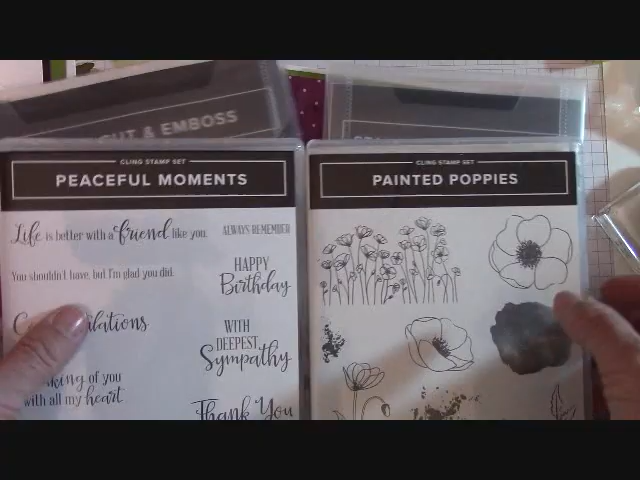 UT & EMBOSS
CLING STAMP SET
PEACEFUL MOMENTS
Life is better with a friend like you.
ALWAYS REMEMBER
You shouldn't have, but I'm glad you did.
HAPPY
Birthday
WITH
DEEPEST
Sympathy
of you
with all my heart
Thank You
CLING STAMP SET
PAINTED POPPIES